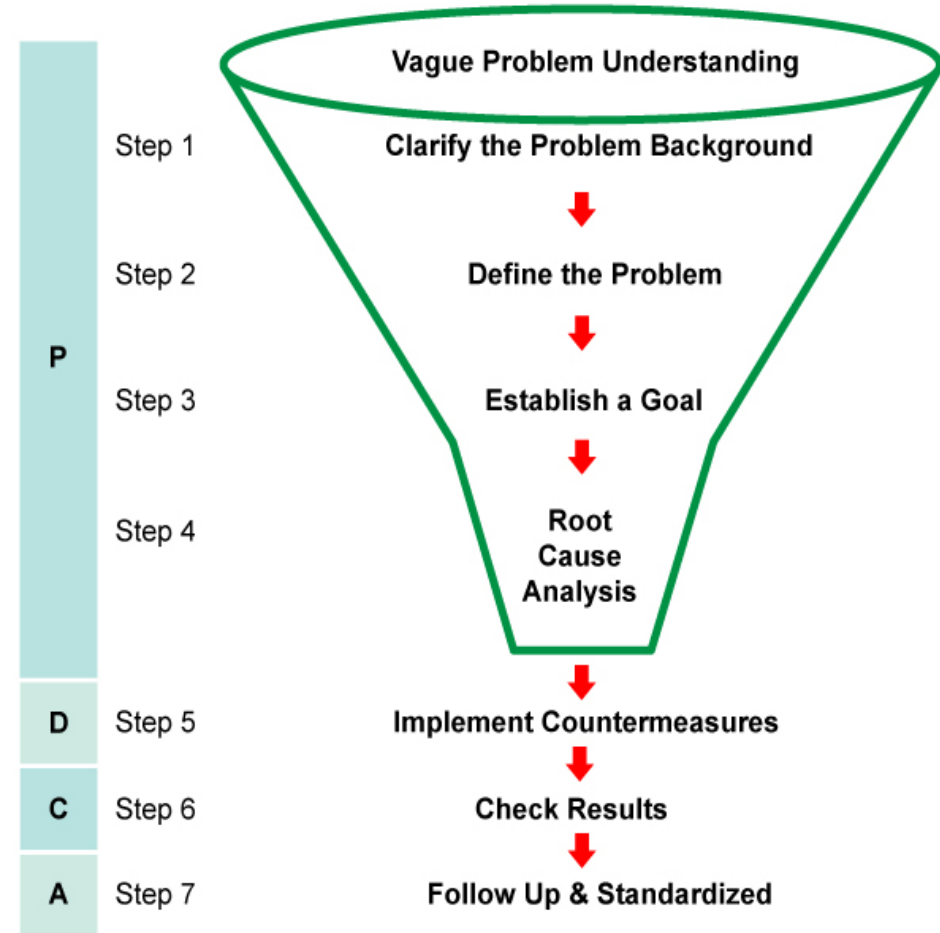 Vague Problem Understanding
Step 1 Clarify the Problem Background
Step 2 Define the Problem
P
Step 3 Establish a Goal
Step 4
Root
Cause
Analysis
D Step 5 Implement Countermeasures
C Step 6 Check Results
A Step 7 Follow Up & Standardized